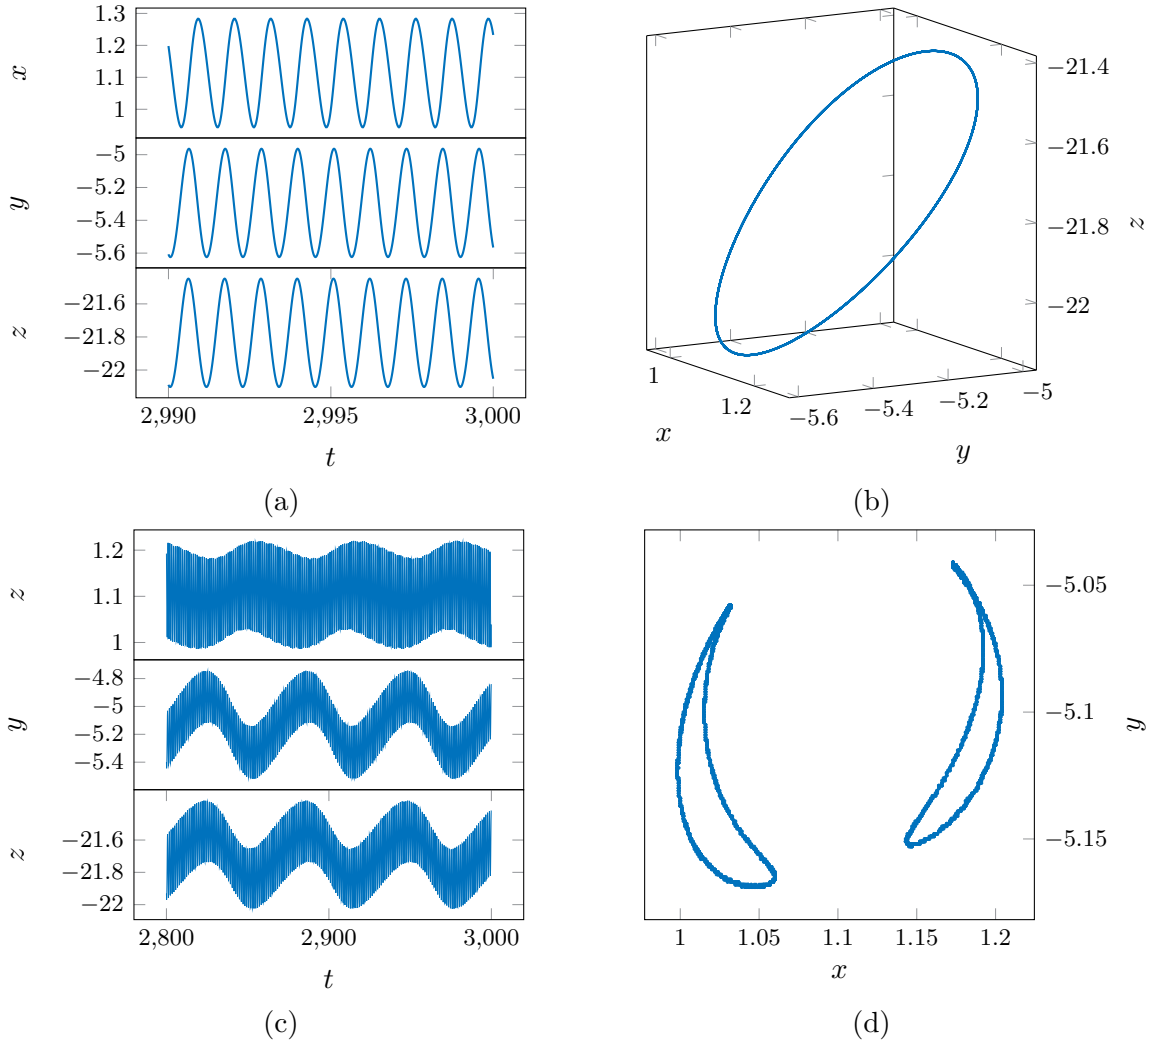 1.3
1.2
1.1
1
x
−5
−5.2
−5.4
−5.6
y
−21.6
−21.8
−22
z
2,990 2,995 3,000
t
(a)
−21.4
−21.6
−21.8
−22
z
1 1.2
x
−5.6 −5.4 −5.2 −5
y
(b)
1.2
1.1
1
z
−4.8
−5
−5.2
−5.4
y
−21.6
−21.8
−22
z
2,800 2,900 3,000
t
(c)
−5.05
−5.1
−5.15
y
1 1.05 1.1 1.15 1.2
x
(d)